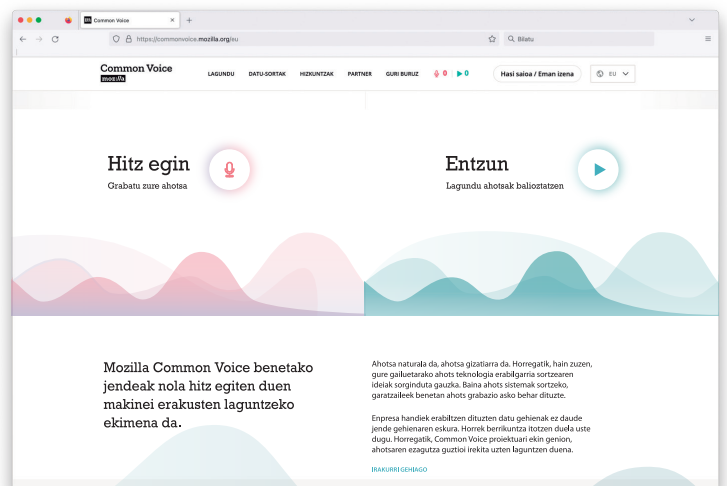 Common Voice
https://commonvoice.mozilla.org/eu
Bilatu
Common Voice
moz://a
LAGUNDU DATU-SORTAK HIZKUNTZAK PARTNER GURI BURUZ 0 0 Hasi saioa / Eman izena EU
Hitz egin
Grabatu zure ahotsa
Entzun
Lagundu ahotsak balioztatzen
Mozilla Common Voice benetako
jendeak nola hitz egiten duen
makinei erakusten laguntzeko
ekimena da.
Ahotsa naturala da, ahotsa gizatiarra da. Horregatik, hain zuzen,
gure gailuetarako ahots teknologia erabilgarria sortzearen
ideiak sorginduta gauzka. Baina ahots sistemak sortzeko,
garatzaileek benetan ahots grabazio asko behar dituzte.
Enpresa handiek erabiltzen dituzten datu gehienak ez daude
jende gehienaren eskura. Horrek berrikuntza itotzen duela uste
dugu. Horregatik, Common Voice proiektuari ekin genion,
ahotsaren ezagutza guztioi irekita uzten laguntzen duena.
IRAKURRI GEHIAGO